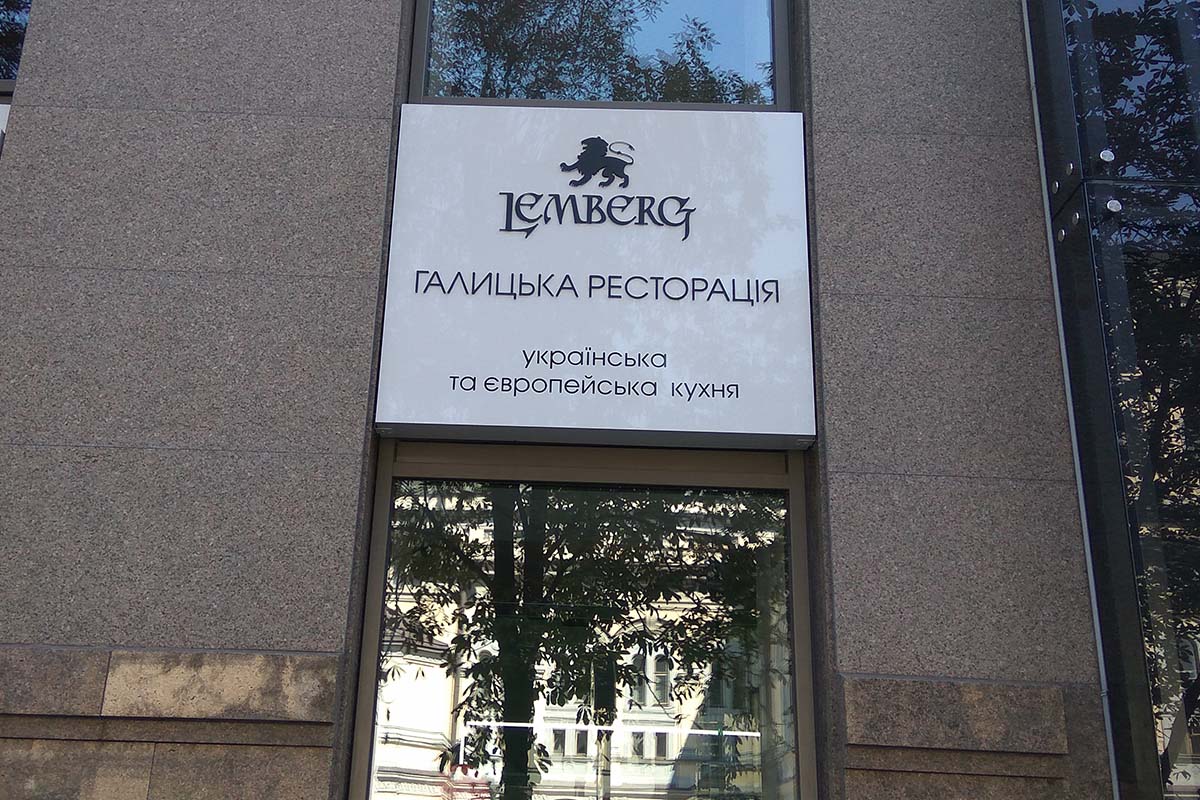 LEMBERG
ГАЛИЦЬКА РЕСТОРАЦІЯ
українська
та європейська кухня